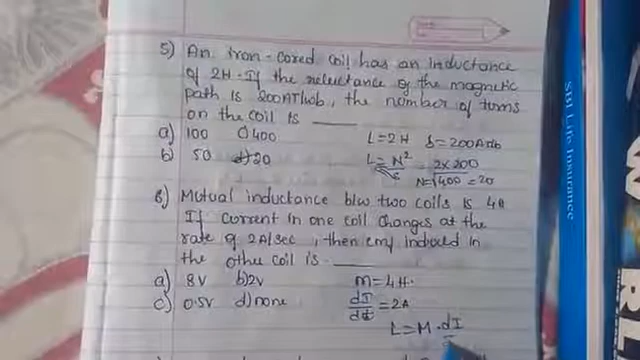 5) An iron-cored coil has an inductance
of 2H. If the reluctance of the magnetic
path is 200AT/wb, the number of turns
on the coil is ____
a) 100 c) 400
b) 50 d) 20
L=2H S=200A
L=N² = 2×200
N=√400 =20
6) Mutual inductance b/w two coils is 4H
If current in one coil changes at the
rate of 2A/sec, then emf induced in
the other coil is ____
a) 8V b) 2V
c) 0.5V d) none
m=4H.
dI/dt =2A
L=M.dI
SBI Life Insurance